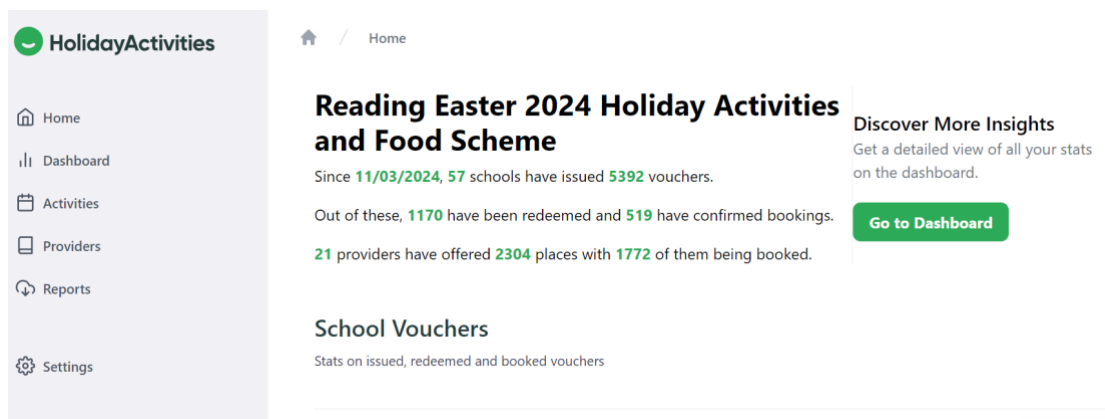 HolidayActivities
Home
Dashboard
Activities
Providers
Reports
Settings
Home
Reading Easter 2024 Holiday Activities
and Food Scheme
Since 11/03/2024, 57 schools have issued 5392 vouchers.
Out of these, 1170 have been redeemed and 519 have confirmed bookings.
21 providers have offered 2304 places with 1772 of them being booked.
Discover More Insights
Get a detailed view of all your stats
on the dashboard.
Go to Dashboard
School Vouchers
Stats on issued, redeemed and booked vouchers